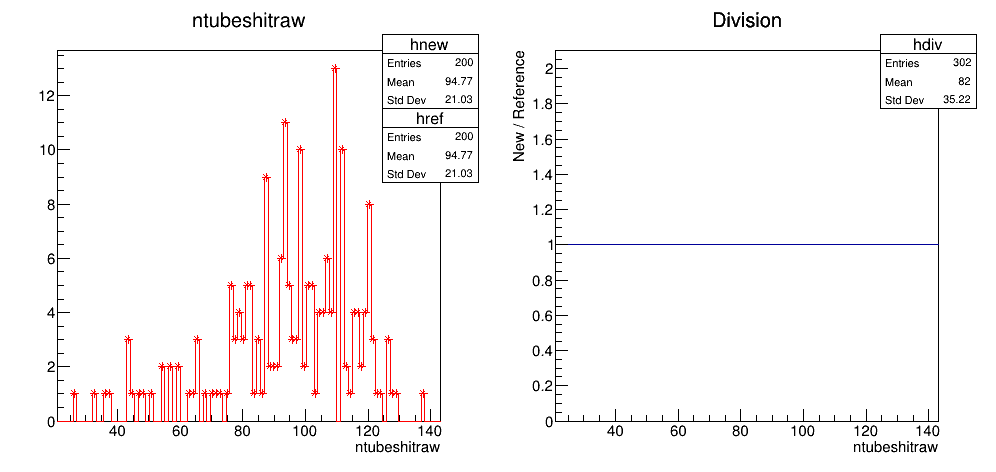 ntubeshitraw
hnew
Entries 200
Mean 94.77
Std Dev 21.03
href
Entries 200
Mean 94.77
Std Dev 21.03
12
10
8
6
4
2
0
40 60 80 100 120 140
ntubeshitraw
Division
hdiv
Entries 302
Mean 82
Std Dev 35.22
New / Reference
2
1.8
1.6
1.4
1.2
1
0.8
0.6
0.4
0.2
0
40 60 80 100 120 140
ntubeshitraw